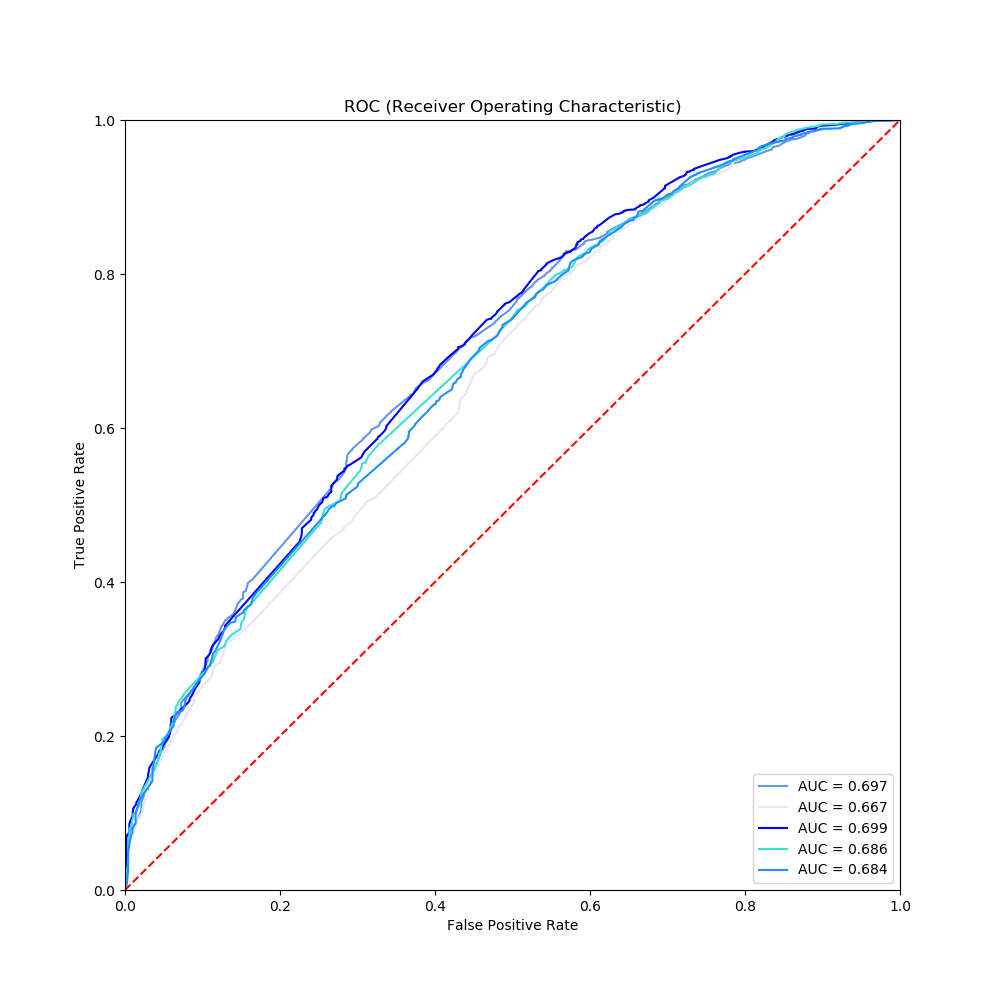 ROC (Receiver Operating Characteristic)
1.0
0.8
0.6
0.4
0.2
0.0
True Positive Rate
0.0 0.2 0.4 0.6 0.8 1.0
False Positive Rate
AUC = 0.697
AUC = 0.667
AUC = 0.699
AUC = 0.686
AUC = 0.684